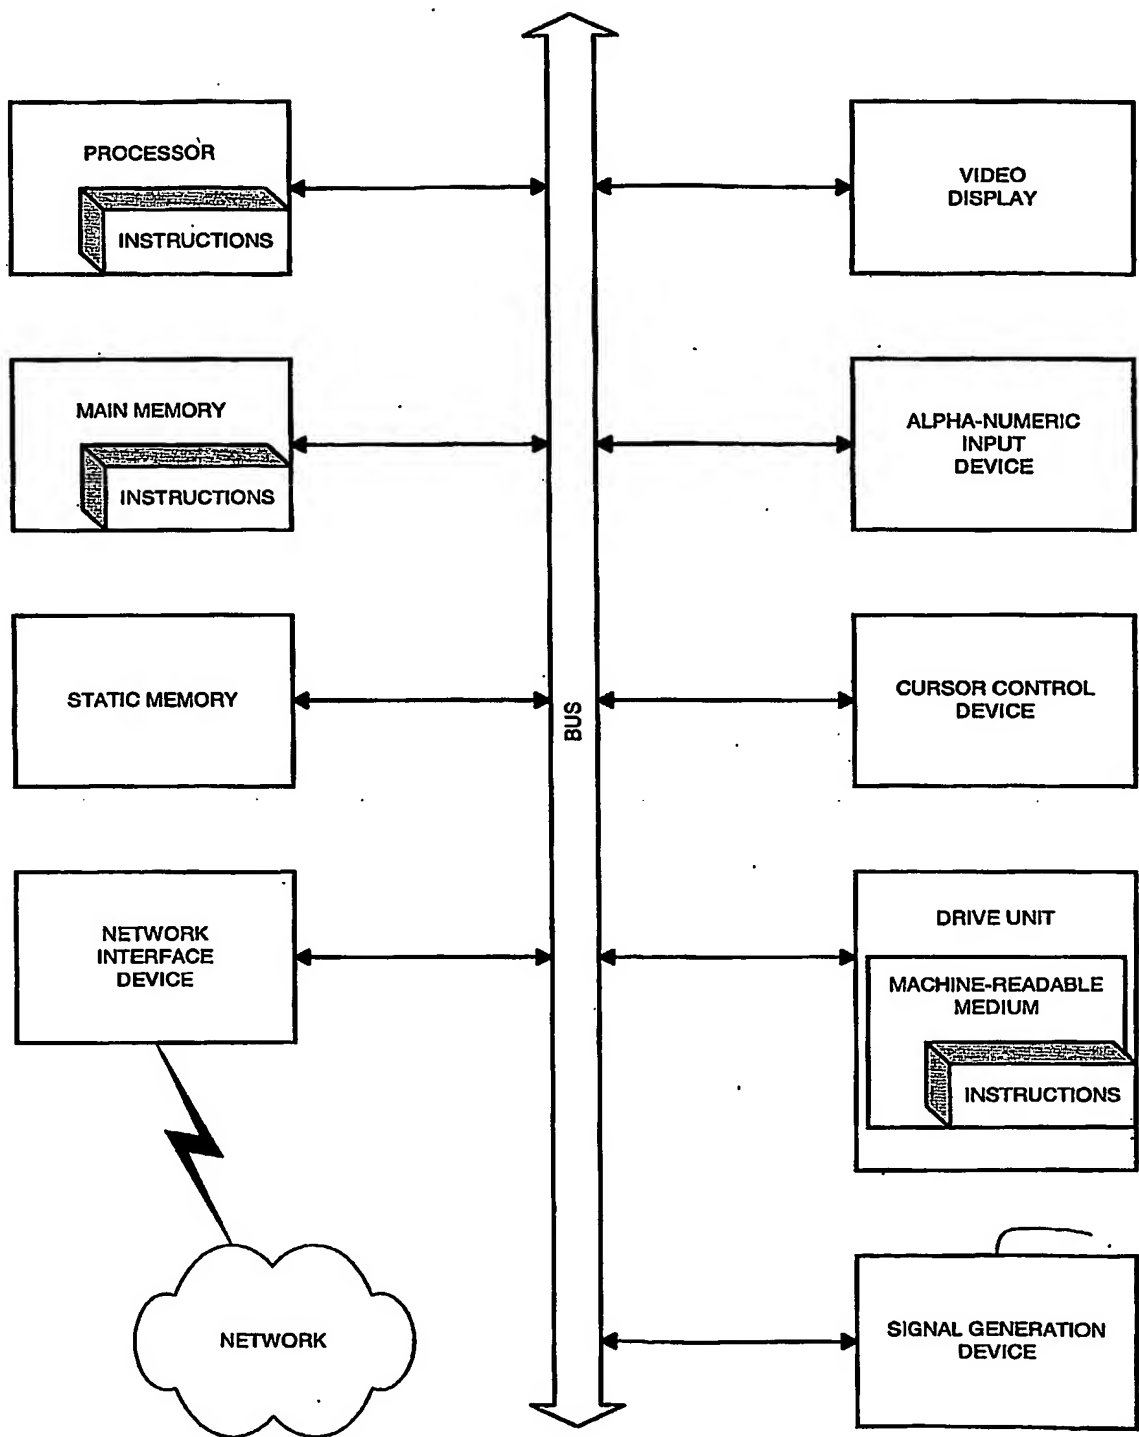 PROCESSOR
INSTRUCTIONS
VIDEO
DISPLAY
MAIN MEMORY
INSTRUCTIONS
ALPHA-NUMERIC
INPUT
DEVICE
STATIC MEMORY
BUS
CURSOR CONTROL
DEVICE
NETWORK
INTERFACE
DEVICE
DRIVE UNIT
MACHINE-READABLE
MEDIUM
INSTRUCTIONS
NETWORK
SIGNAL GENERATION
DEVICE